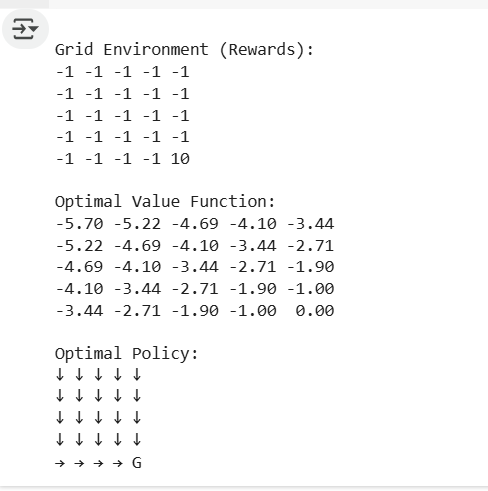 Grid Environment (Rewards):
-1 -1 -1 -1 -1
-1 -1 -1 -1 -1
-1 -1 -1 -1 -1
-1 -1 -1 -1 -1
-1 -1 -1 -1 10
Optimal Value Function:
-5.70 -5.22 -4.69 -4.10 -3.44
-5.22 -4.69 -4.10 -3.44 -2.71
-4.69 -4.10 -3.44 -2.71 -1.90
-4.10 -3.44 -2.71 -1.90 -1.00
-3.44 -2.71 -1.90 -1.00  0.00
Optimal Policy:
↓ ↓ ↓ ↓ ↓
↓ ↓ ↓ ↓ ↓
↓ ↓ ↓ ↓ ↓
↓ ↓ ↓ ↓ ↓
→ → → → G